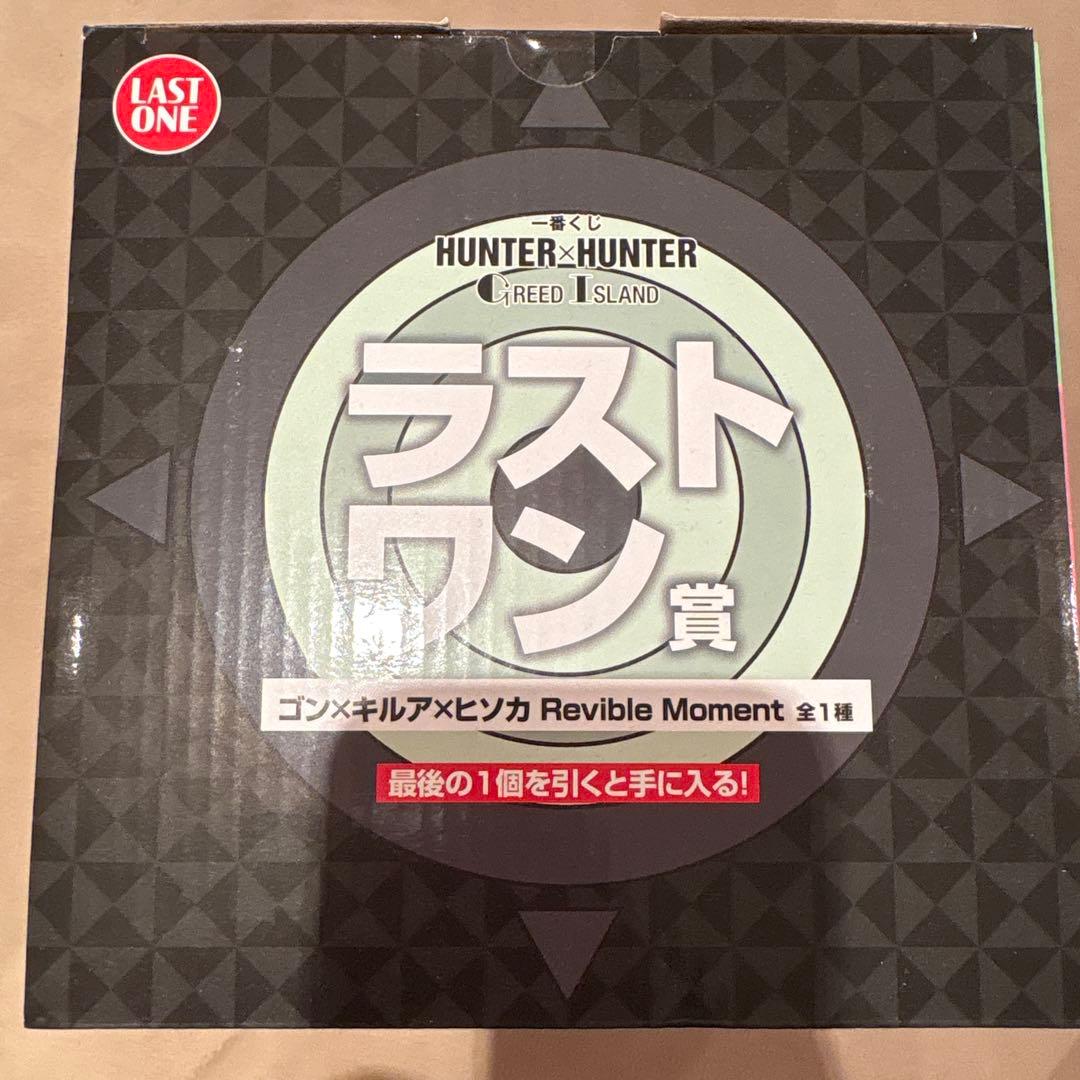 LAST
ONE
一番くじ
HUNTER×HUNTER
GREED ISLAND
ラスト
ワン賞
ゴン×キルア×ヒソカ Revible Moment 全1種
最後の1個を引くと手に入る!